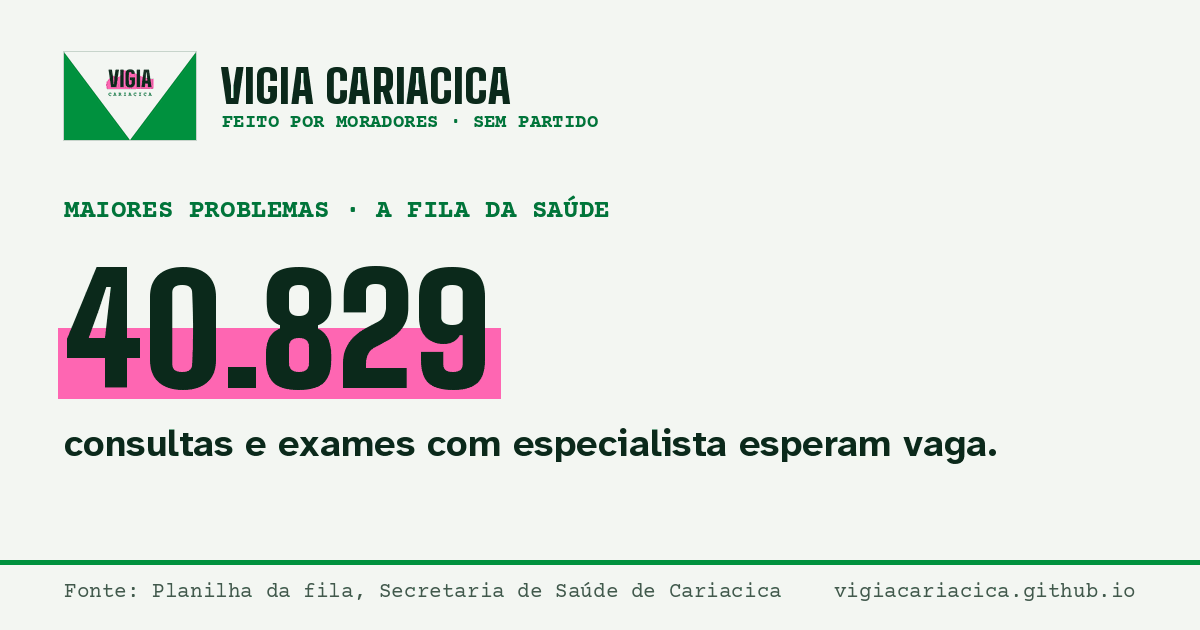 VIGIA
CARIACICA
VIGIA CARIACICA
FEITO POR MORADORES · SEM PARTIDO
MAIORES PROBLEMAS · A FILA DA SAÚDE
40.829
consultas e exames com especialista esperam vaga.
Fonte: Planilha da fila, Secretaria de Saúde de Cariacica
vigiacariacica.github.io